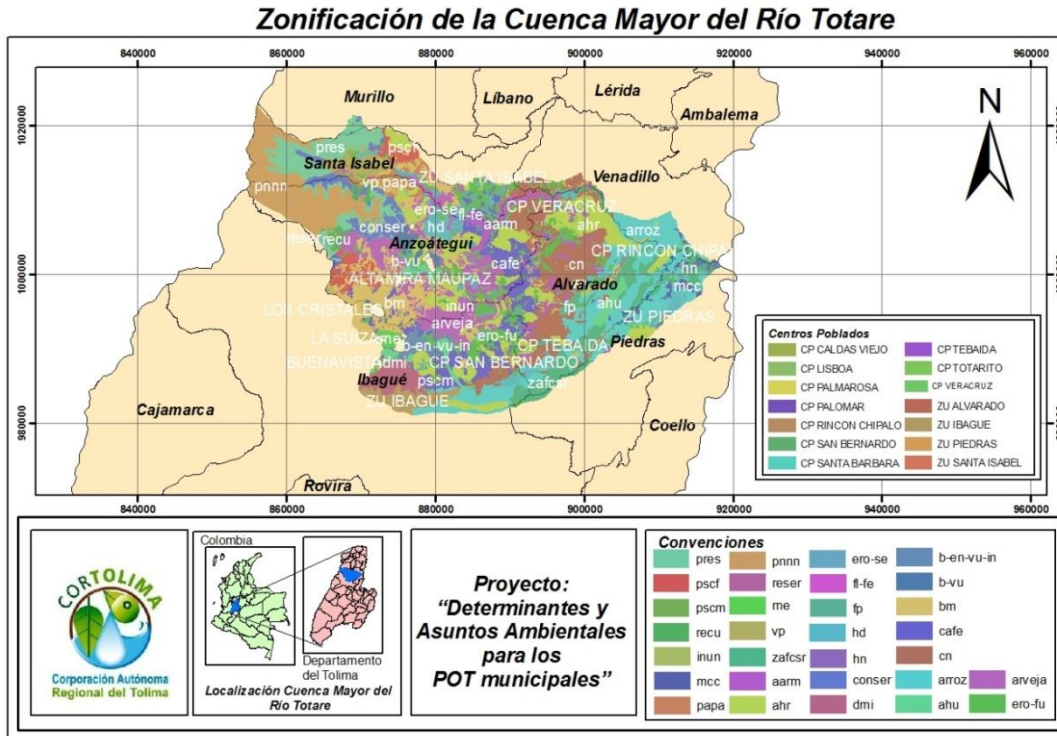 Zonificación de la Cuenca Mayor del Río Totare
840000 860000 880000 900000 920000 940000 960000
1020000
1000000
980000
N
Murillo
Líbano
Lérida
Ambalema
Venadillo
Santa Isabel
Anzoátegui
Alvarado
Piedras
Ibagué
Cajamarca
Coello
Rovira
pres
pscf
pnnn
vp papa
ZU SANTA ISABEL
CP VERACRUZ
ero-se
fl-fe
ahr
arroz
conser
hd
aarm
recu
CP RINCON CHIPA
b-vu
cafe
cn
hn
ALTAMIRA MAUPAZ
mcc
LOS CRISTALES
bm
inun
fp
ahu
arveja
ZU PIEDRAS
LA SUIZA
ero-fu
b-en-vu-in
CP TEBAIDA
BUENAVISTA
dmi
CP SAN BERNARDO
pscm
zafcsr
ZU IBAGUE
Centros Poblados
CP CALDAS VIEJO
CP LISBOA
CP PALMAROSA
CP PALOMAR
CP RINCON CHIPALO
CP SAN BERNARDO
CP SANTA BARBARA
CP TEBAIDA
CP TOTARITO
CP VERACRUZ
ZU ALVARADO
ZU IBAGUE
ZU PIEDRAS
ZU SANTA ISABEL
840000 860000 880000 900000 920000 940000 960000
CORTOLIMA
Corporación Autónoma
Regional del Tolima
Colombia
Departamento
del Tolima
Localización Cuenca Mayor del
Río Totare
Proyecto:
“Determinantes y
Asuntos Ambientales
para los
POT municipales”
Convenciones
pres
pscf
pscm
recu
inun
mcc
papa
pnnn
reser
me
vp
zafcsr
aarm
ahr
ero-se
fl-fe
fp
hd
hn
conser
dmi
b-en-vu-in
b-vu
bm
cafe
cn
arroz
ahu
arveja
ero-fu